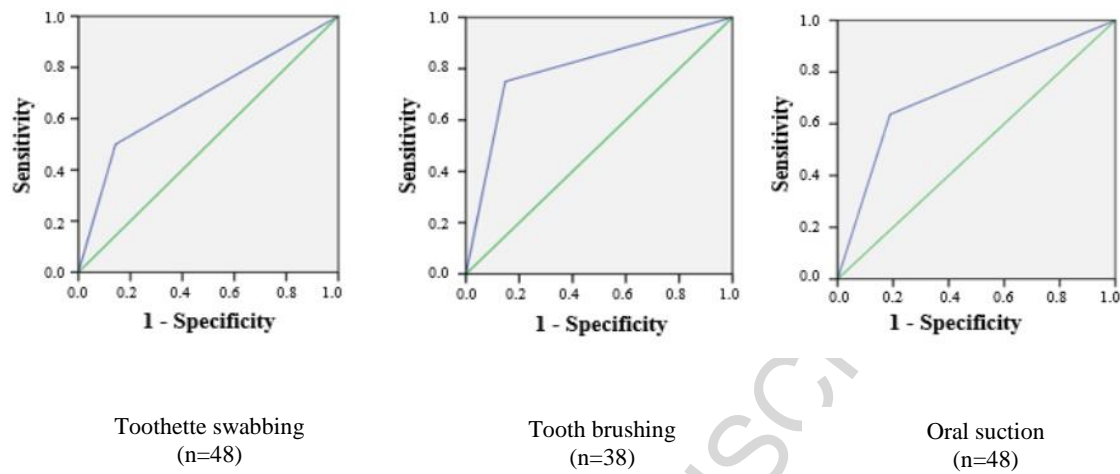 1.0
0.8
0.6
0.4
0.2
0.0
Sensitivity
0.0 0.2 0.4 0.6 0.8 1.0
1 - Specificity
1.0
0.8
0.6
0.4
0.2
0.0
Sensitivity
0.0 0.2 0.4 0.6 0.8 1.0
1 - Specificity
1.0
0.8
0.6
0.4
0.2
0.0
Sensitivity
0.0 0.2 0.4 0.6 0.8 1.0
1 - Specificity
Toothette swabbing
(n=48)
Tooth brushing
(n=38)
Oral suction
(n=48)